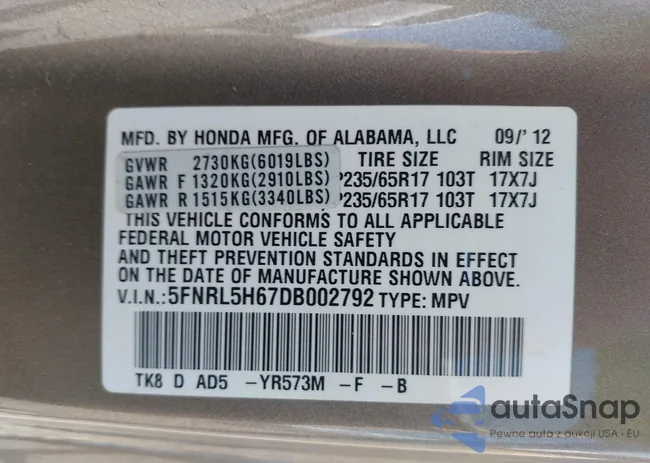 MFD. BY HONDA MFG. OF ALABAMA, LLC 09/'12
GVWR 2730KG(6019LBS) TIRE SIZE RIM SIZE
GAWR F 1320KG(2910LBS) P235/65R17 103T 17X7J
GAWR R 1515KG(3340LBS) P235/65R17 103T 17X7J
THIS VEHICLE CONFORMS TO ALL APPLICABLE
FEDERAL MOTOR VEHICLE SAFETY
AND THEFT PREVENTION STANDARDS IN EFFECT
ON THE DATE OF MANUFACTURE SHOWN ABOVE.
V.I.N.:5FNRL5H67DB002792 TYPE: MPV
TK8 D AD5 -YR573M -F -B
autaSnap
Pewne auta z aukcji USA • EU